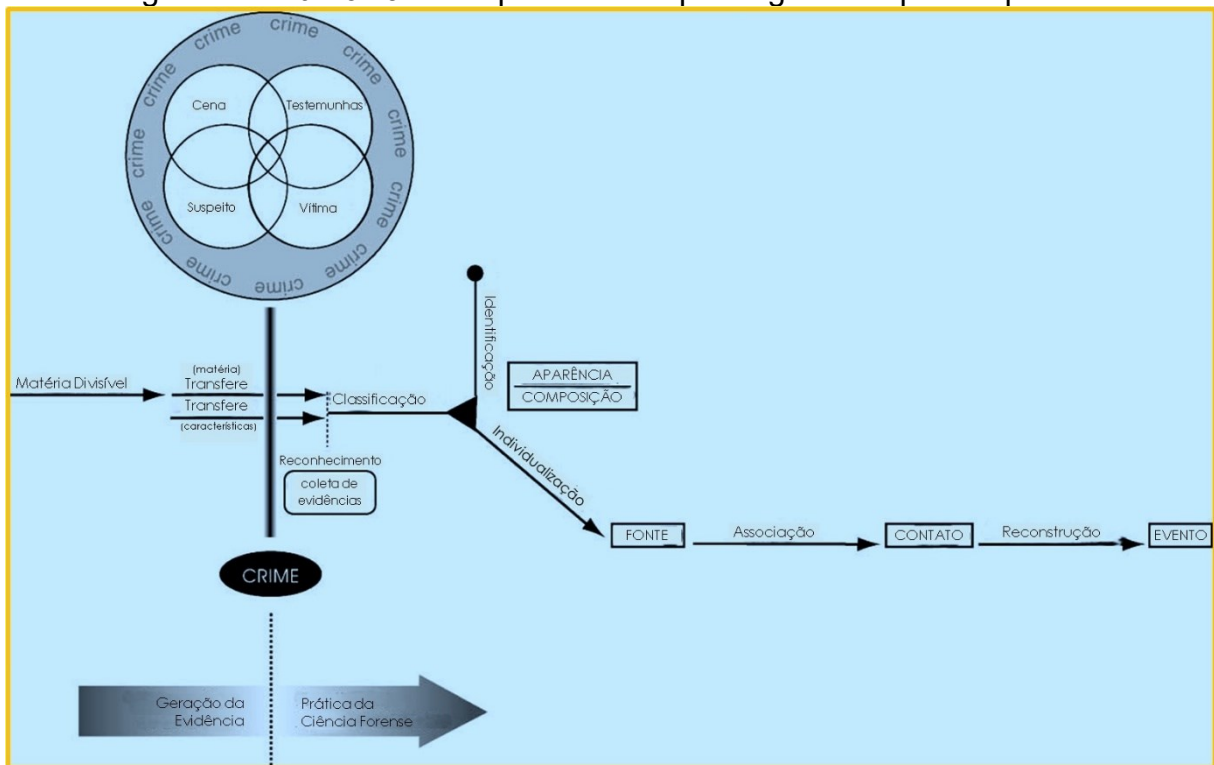 crime crime crime crime crime crime crime crime crime crime crime crime
Cena
Testemunhas
Suspeito
Vítima
Matéria Divisível
(matéria)
Transfere
Transfere
(características)
Classificação
Reconhecimento
coleta de
evidências
Identificação
APARÊNCIA
COMPOSIÇÃO
Individualização
FONTE
Associação
CONTATO
Reconstrução
EVENTO
CRIME
Geração da
Evidência
Prática da
Ciência Forense